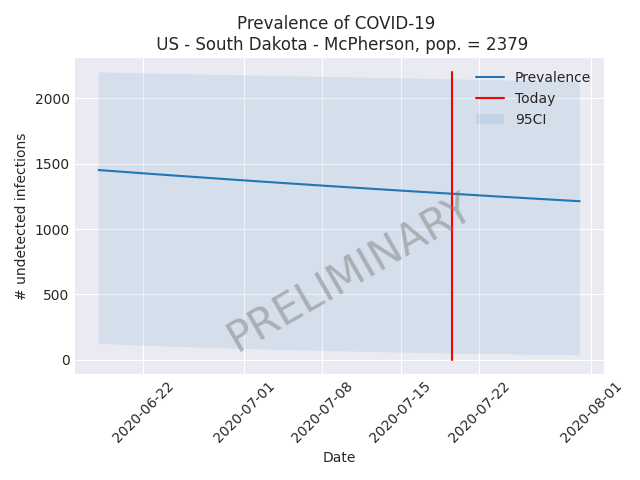 Prevalence of COVID-19
US - South Dakota - McPherson, pop. = 2379
Prevalence
Today
95CI
2000
1500
1000
500
0
# undetected infections
PRELIMINARY
2020-06-22
2020-07-01
2020-07-08
2020-07-15
2020-07-22
2020-08-01
Date